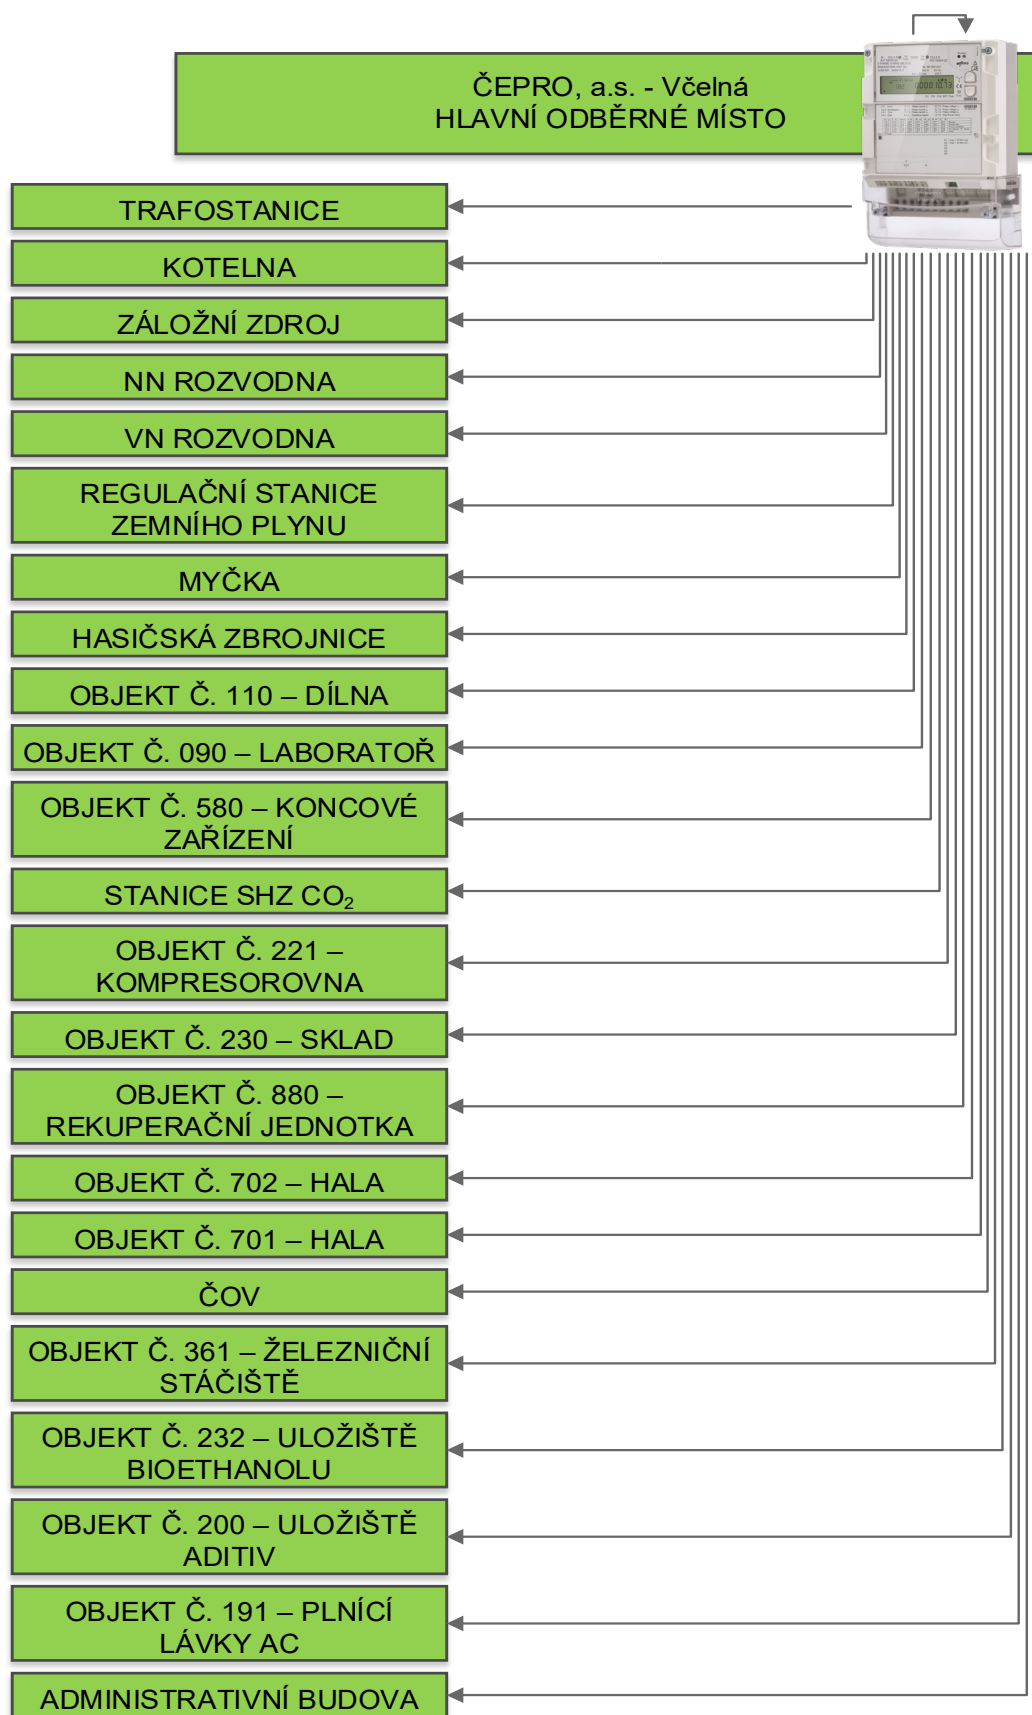 ČEPRO, a.s. - Včelná
HLAVNÍ ODBĚRNÉ MÍSTO
TRAFOSTANICE
KOTELNA
ZÁLOŽNÍ ZDROJ
NN ROZVODNA
VN ROZVODNA
REGULAČNÍ STANICE
ZEMNÍHO PLYNU
MYČKA
HASIČSKÁ ZBROJNICE
OBJEKT Č. 110 – DÍLNA
OBJEKT Č. 090 – LABORATOŘ
OBJEKT Č. 580 – KONCOVÉ
ZAŘÍZENÍ
STANICE SHZ CO₂
OBJEKT Č. 221 –
KOMPRESOROVNA
OBJEKT Č. 230 – SKLAD
OBJEKT Č. 880 –
REKUPERAČNÍ JEDNOTKA
OBJEKT Č. 702 – HALA
OBJEKT Č. 701 – HALA
ČOV
OBJEKT Č. 361 – ŽELEZNIČNÍ
STÁČIŠTĚ
OBJEKT Č. 232 – ULOŽIŠTĚ
BIOETHANOLU
OBJEKT Č. 200 – ULOŽIŠTĚ
ADITIV
OBJEKT Č. 191 – PLNÍCÍ
LÁVKY AC
ADMINISTRATIVNÍ BUDOVA